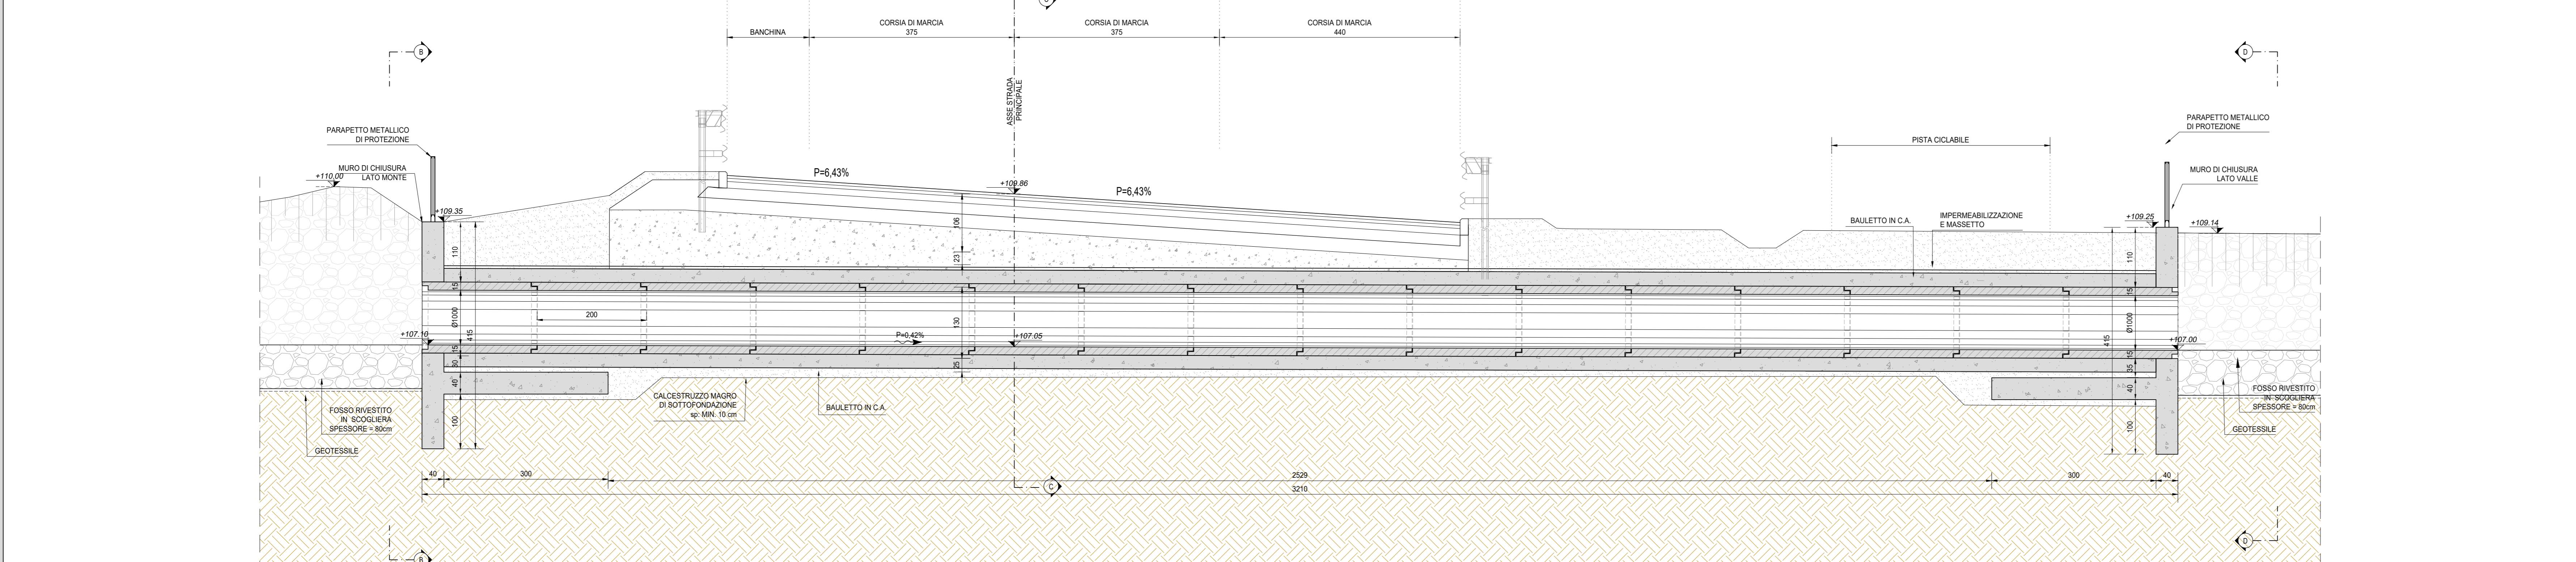 CORSIA DI MARCIA
375
CORSIA DI MARCIA
375
CORSIA DI MARCIA
440
BANCHINA
B
D
ASSE STRADA
PRINCIPALE
PARAPETTO METALLICO
DI PROTEZIONE
MURO DI CHIUSURA
LATO MONTE
+110.00
+109.35
P=6,43%
+109.86
P=6,43%
PISTA CICLABILE
PARAPETTO METALLICO
DI PROTEZIONE
MURO DI CHIUSURA
LATO VALLE
BAULETTO IN C.A.
IMPERMEABILIZZAZIONE
E MASSETTO
+109.25
+109.14
106
23
110
15
Ø1000
415
15
30
40
100
200
+107.10
P=0,42%
+107.05
130
25
110
15
Ø1000
415
15
35
40
100
+107.00
FOSSO RIVESTITO
IN SCOGLIERA
SPESSORE = 80cm
GEOTESSILE
CALCESTRUZZO MAGRO
DI SOTTOFONDAZIONE
sp: MIN. 10 cm
BAULETTO IN C.A.
FOSSO RIVESTITO
IN SCOGLIERA
SPESSORE = 80cm
GEOTESSILE
40
300
2529
300
40
3210
C
B
D